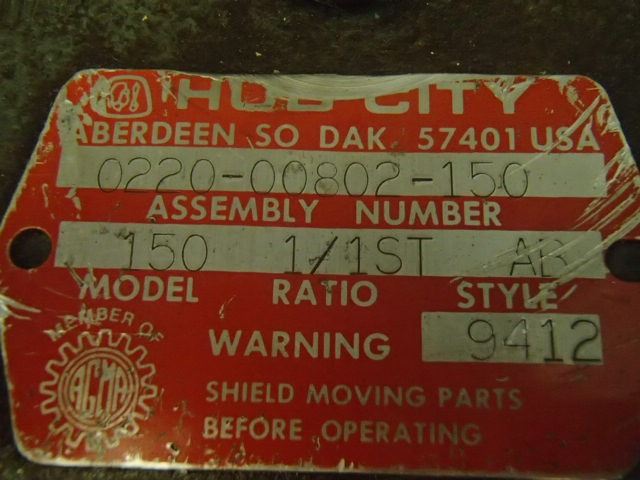 HUB CITY
ABERDEEN SO DAK. 57401 USA
0220-00802-150
ASSEMBLY NUMBER
150 1/1ST AB
MODEL RATIO STYLE
MEMBER OF
AGMA
WARNING 9412
SHIELD MOVING PARTS
BEFORE OPERATING